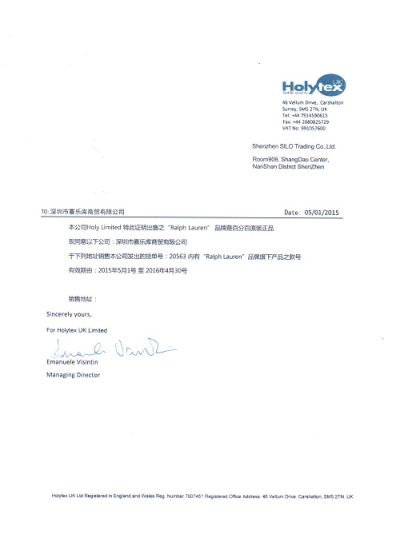 Holytex UK
46 Vellum Drive, Carshalton
Surrey, SM5 2TN, UK
Tel: +44 7914590615
Fax: +44 2080825729
VAT No: 991057600
Shenzhen SILO Trading Co.,Ltd.
Room909, ShangDao Center,
NanShan District ShenZhen
TO: 深圳市喜乐库商贸有限公司 Date: 05/01/2015
本公司Holy Limited 特此证明出售之 “Ralph Lauren” 品牌是百分百原装正品
现同意以下公司：深圳市喜乐库商贸有限公司
于下列地址销售本公司发出的货单号：20563 内有 “Ralph Lauren” 品牌旗下产品之款号
有效期由：2015年5月1号 至 2016年4月30号
销售地址：
Sincerely yours,
For Holytex UK Limted
Emanuele Visintin
Managing Director
Holytex UK Ltd Registered in England and Wales Reg. Number 7007451 Registered Office Address: 46 Vellum Drive, Carshalton, SM5 2TN, UK